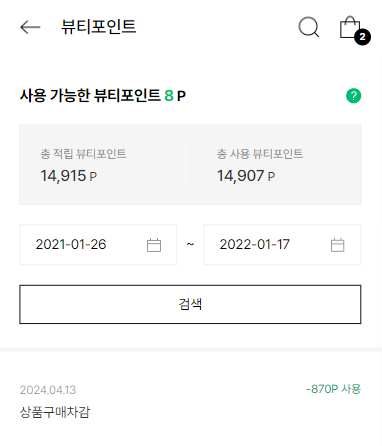 뷰티포인트
2
사용 가능한 뷰티포인트 8 P
?
총 적립 뷰티포인트
14,915 P
총 사용 뷰티포인트
14,907 P
2021-01-26 ~ 2022-01-17
검색
2024.04.13
-870P 사용
상품구매차감